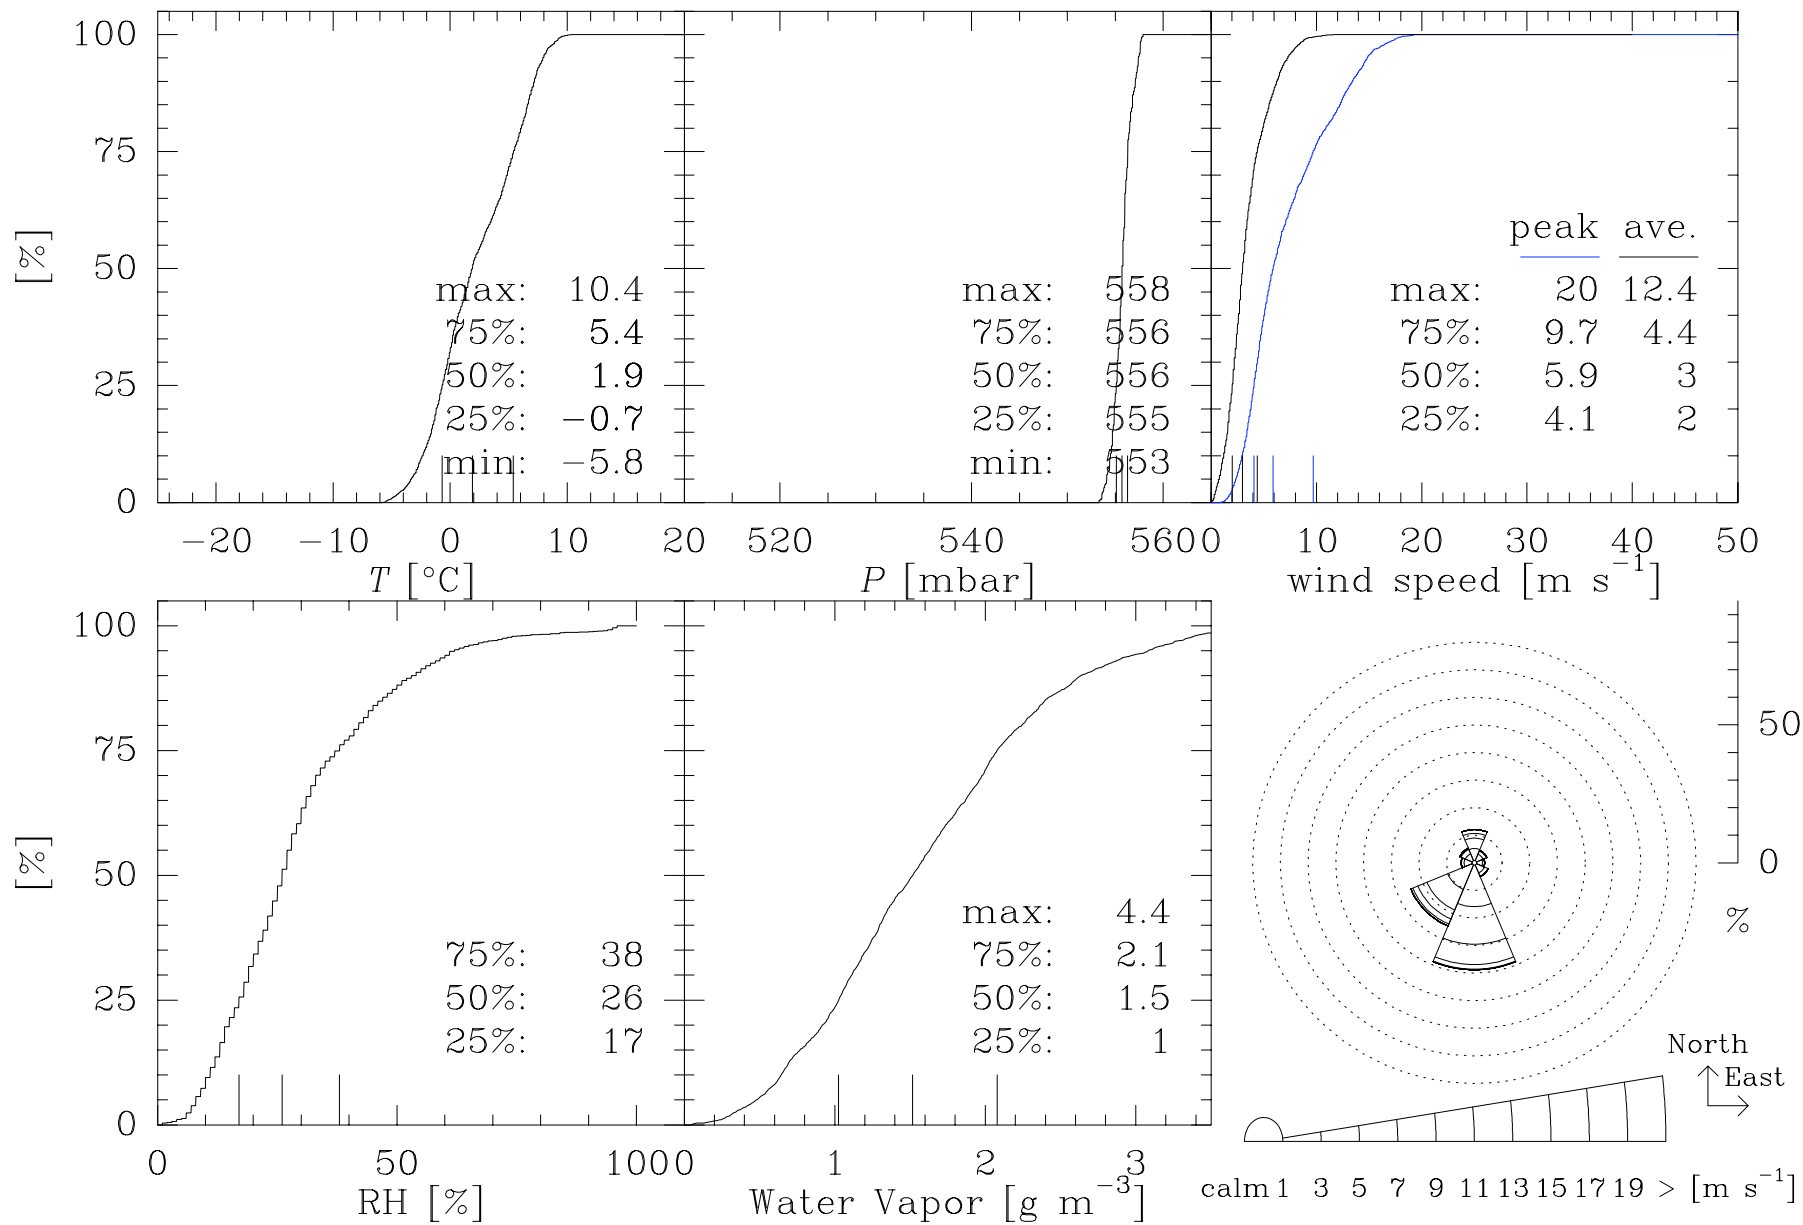 100
75
50
25
0
[%]
max: 10.4
75%: 5.4
50%: 1.9
25%: −0.7
min: −5.8
−20 −10 0 10 20
T [°C]
max: 558
75%: 556
50%: 556
25%: 555
min: 553
520 540 560
P [mbar]
peak ave.
max: 20 12.4
75%: 9.7 4.4
50%: 5.9 3
25%: 4.1 2
0 10 20 30 40 50
wind speed [m s⁻¹]
100
75
50
25
0
[%]
75%: 38
50%: 26
25%: 17
0 50 100
RH [%]
max: 4.4
75%: 2.1
50%: 1.5
25%: 1
0 1 2 3
Water Vapor [g m⁻³]
50
0
%
North
East
calm 1 3 5 7 9 11 13 15 17 19 > [m s⁻¹]